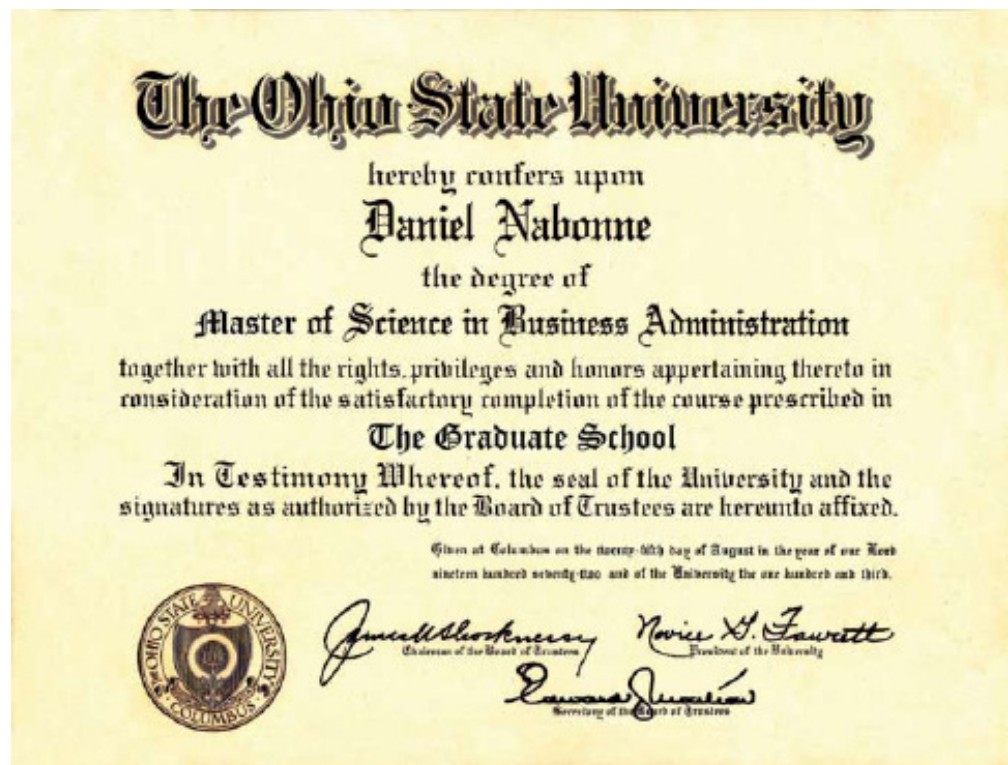 The Ohio State University
hereby confers upon
Daniel Nabonne
the degree of
Master of Science in Business Administration
together with all the rights, privileges and honors appertaining thereto in
consideration of the satisfactory completion of the course prescribed in
The Graduate School
In Testimony Whereof, the seal of the University and the
signatures as authorized by the Board of Trustees are hereunto affixed.
Given at Columbus on the twenty-fifth day of August in the year of our Lord
nineteen hundred seventy-two and of the University the one hundred and third.
THE OHIO STATE UNIVERSITY
COLUMBUS
Novice G. Fawcett
Chairman of the Board of Trustees
President of the University
Edward
Secretary of the Board of Trustees